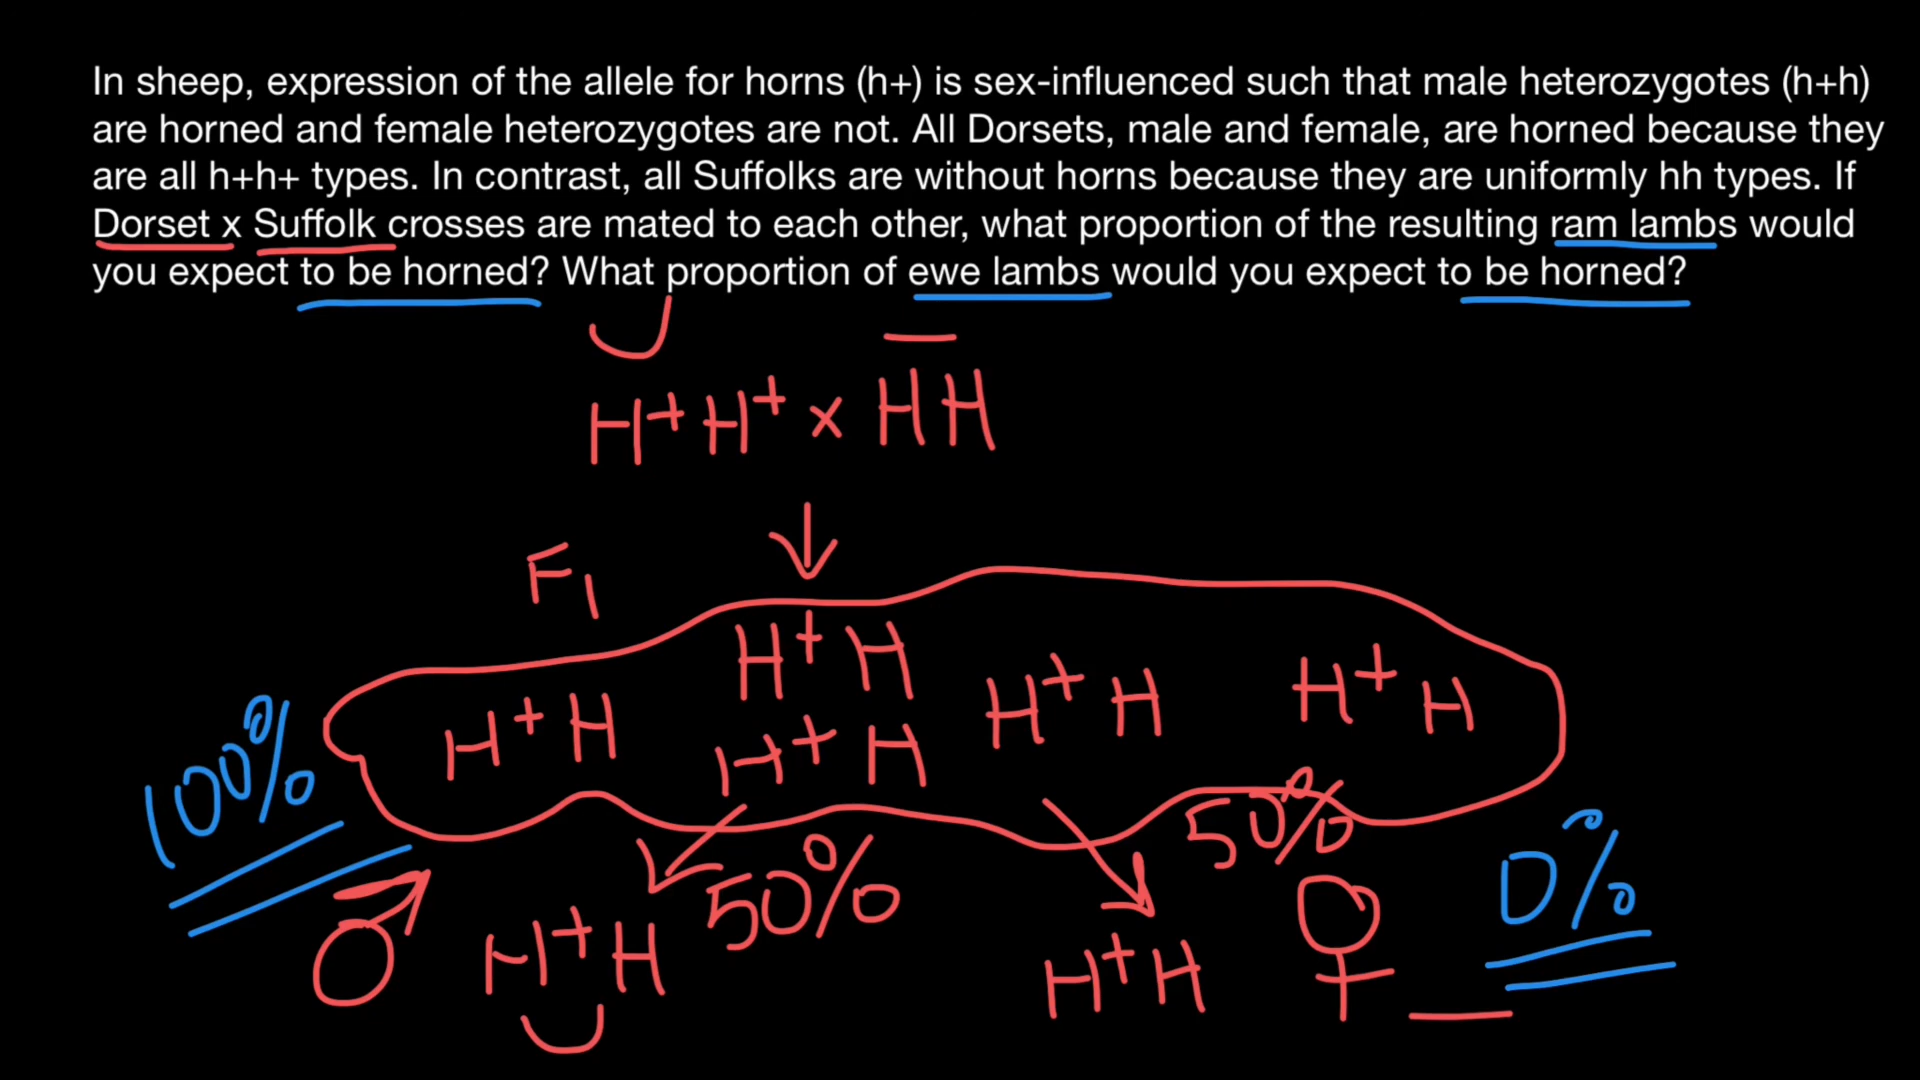 In sheep, expression of the allele for horns (h+) is sex-influenced such that male heterozygotes (h+h)
are horned and female heterozygotes are not. All Dorsets, male and female, are horned because they
are all h+h+ types. In contrast, all Suffolks are without horns because they are uniformly hh types. If
Dorset x Suffolk crosses are mated to each other, what proportion of the resulting ram lambs would
you expect to be horned? What proportion of ewe lambs would you expect to be horned?
H⁺H⁺ x HH
F₁
H⁺H
H⁺H H⁺H H⁺H
H⁺H
100%
50%
50%
0%
♂ H⁺H
H⁺H ♀